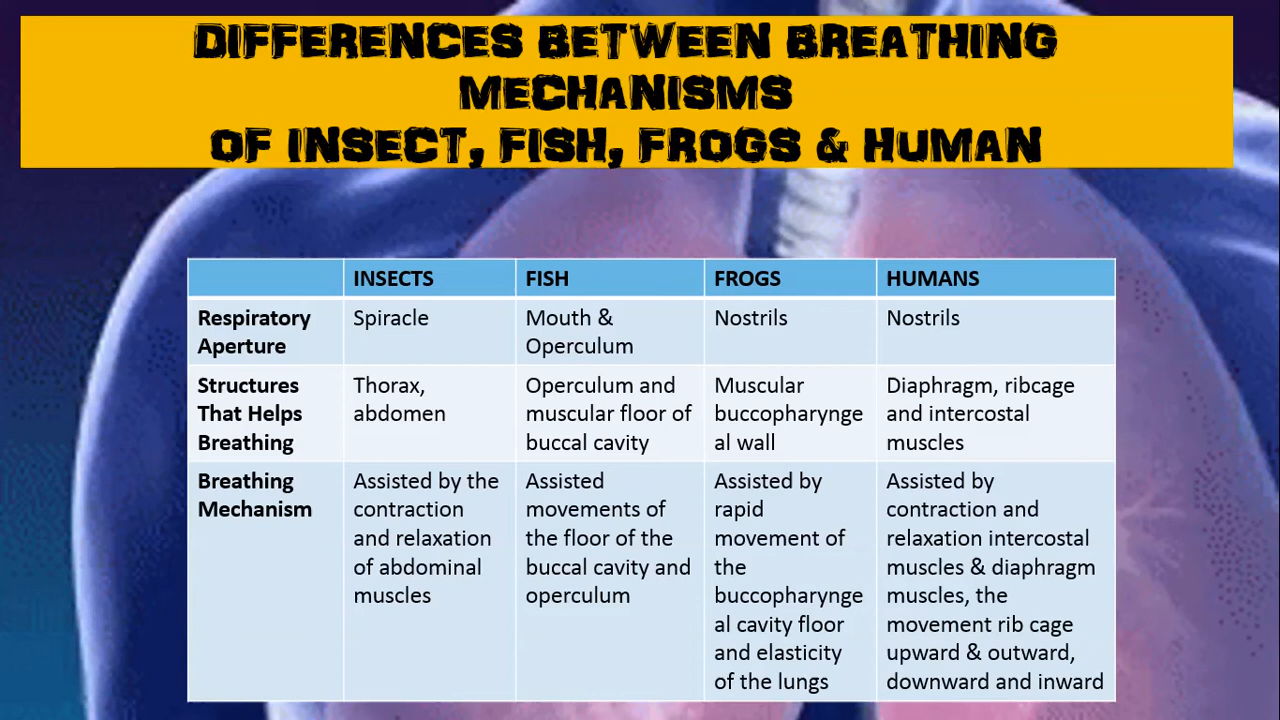 DIFFERENCES BETWEEN BREATHING
MECHANISMS
OF INSECT, FISH, FROGS & HUMAN
INSECTS
FISH
FROGS
HUMANS
Respiratory
Aperture
Spiracle
Mouth &
Operculum
Nostrils
Nostrils
Structures
That Helps
Breathing
Thorax,
abdomen
Operculum and
muscular floor of
buccal cavity
Muscular
buccopharynge
al wall
Diaphragm, ribcage
and intercostal
muscles
Breathing
Mechanism
Assisted by the
contraction
and relaxation
of abdominal
muscles
Assisted
movements of
the floor of the
buccal cavity and
operculum
Assisted by
rapid
movement of
the
buccopharynge
al cavity floor
and elasticity
of the lungs
Assisted by
contraction and
relaxation intercostal
muscles & diaphragm
muscles, the
movement rib cage
upward & outward,
downward and inward